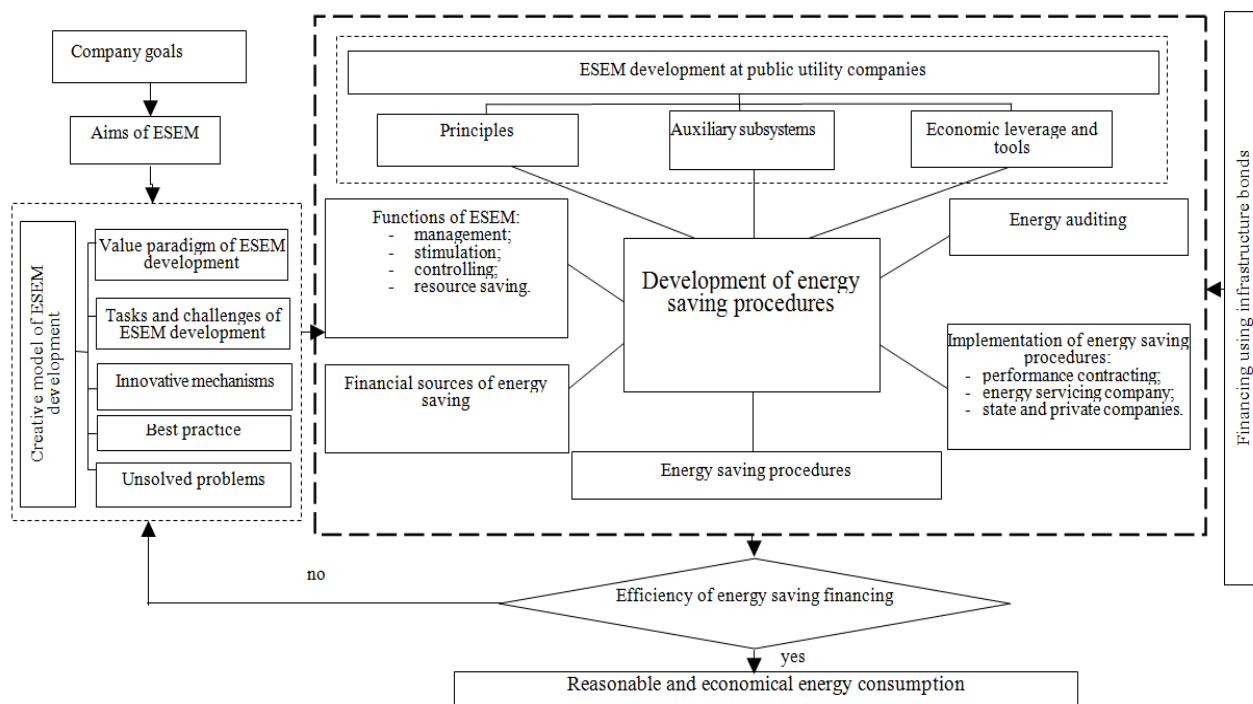 Company goals
Aims of ESEM
Creative model of ESEM
development
Value paradigm of ESEM
development
Tasks and challenges of
ESEM development
Innovative mechanisms
Best practice
Unsolved problems
ESEM development at public utility companies
Principles
Auxiliary subsystems
Economic leverage and
tools
Functions of ESEM:
- management;
- stimulation;
- controlling;
- resource saving.
Energy auditing
Development of energy
saving procedures
Financial sources of energy
saving
Implementation of energy saving
procedures:
- performance contracting;
- energy servicing company;
- state and private companies.
Energy saving procedures
Financing using infrastructure bonds
Efficiency of energy saving financing
no
yes
Reasonable and economical energy consumption